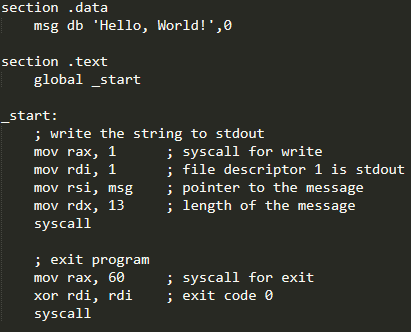 section .data
    msg db 'Hello, World!',0

section .text
    global _start

_start:
    ; write the string to stdout
    mov rax, 1      ; syscall for write
    mov rdi, 1      ; file descriptor 1 is stdout
    mov rsi, msg    ; pointer to the message
    mov rdx, 13     ; length of the message
    syscall

    ; exit program
    mov rax, 60     ; syscall for exit
    xor rdi, rdi    ; exit code 0
    syscall